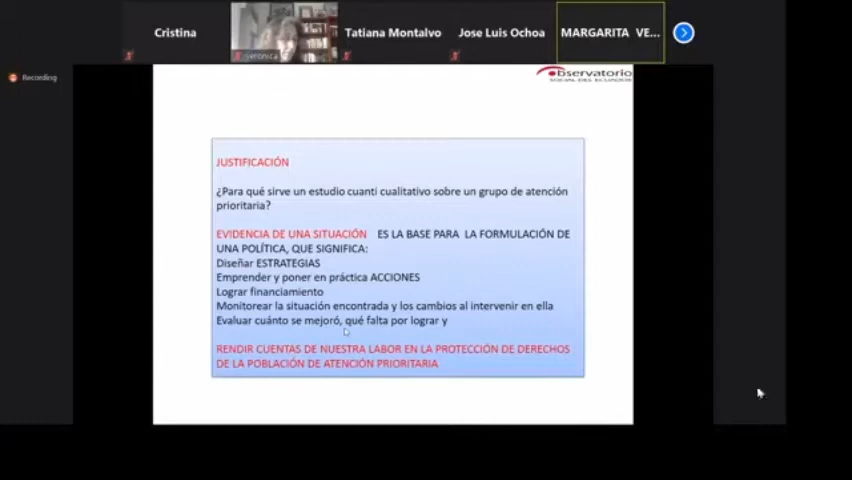 Cristina
veronica
Tatiana Montalvo
Jose Luis Ochoa
MARGARITA VE...
Recording
Observatorio
SOCIAL DEL ECUADOR
JUSTIFICACIÓN
¿Para qué sirve un estudio cuanti cualitativo sobre un grupo de atención
prioritaria?
EVIDENCIA DE UNA SITUACIÓN ES LA BASE PARA LA FORMULACIÓN DE
UNA POLÍTICA, QUE SIGNIFICA:
Diseñar ESTRATEGIAS
Emprender y poner en práctica ACCIONES
Lograr financiamiento
Monitorear la situación encontrada y los cambios al intervenir en ella
Evaluar cuánto se mejoró, qué falta por lograr y
RENDIR CUENTAS DE NUESTRA LABOR EN LA PROTECCIÓN DE DERECHOS
DE LA POBLACIÓN DE ATENCIÓN PRIORITARIA